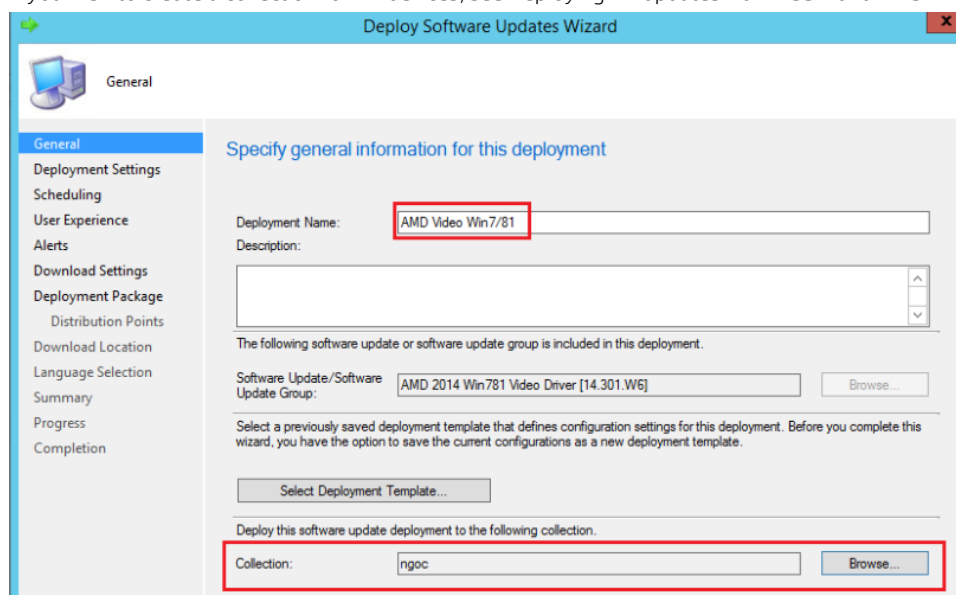 Deploy Software Updates Wizard
x
General
General
Deployment Settings
Scheduling
User Experience
Alerts
Download Settings
Deployment Package
Distribution Points
Download Location
Language Selection
Summary
Progress
Completion
Specify general information for this deployment
Deployment Name:
AMD Video Win7/81
Description:
The following software update or software update group is included in this deployment.
Software Update/Software
Update Group:
AMD 2014 Win781 Video Driver [14.301.W6]
Browse...
Select a previously saved deployment template that defines configuration settings for this deployment. Before you complete this
wizard, you have the option to save the current configurations as a new deployment template.
Select Deployment Template...
Deploy this software update deployment to the following collection.
Collection:
ngoc
Browse...